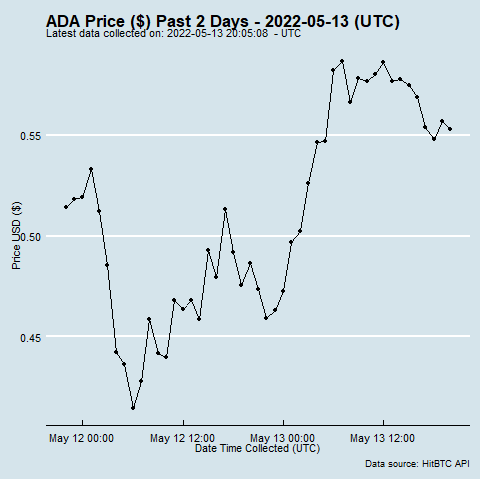 ADA Price ($) Past 2 Days - 2022-05-13 (UTC)
Latest data collected on: 2022-05-13 20:05:08 - UTC
Price USD ($)
0.55
0.50
0.45
May 12 00:00
May 12 12:00
May 13 00:00
May 13 12:00
Date Time Collected (UTC)
Data source: HitBTC API